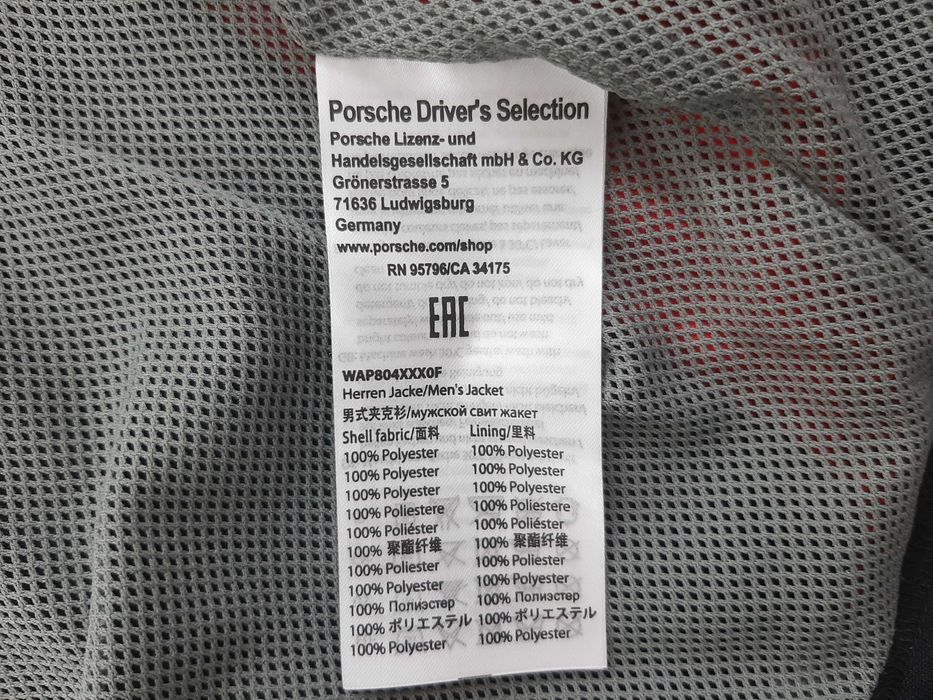 Porsche Driver's Selection
Porsche Lizenz- und
Handelsgesellschaft mbH & Co. KG
Grönerstrasse 5
71636 Ludwigsburg
Germany
www.porsche.com/shop
RN 95796/CA 34175
EAC
WAP804XXX0F
Herren Jacke/Men's Jacket
男式夹克衫/мужской свит жакет
Shell fabric/面料 Lining/里料
100% Polyester 100% Polyester
100% Polyester 100% Polyester
100% Polyester 100% Polyester
100% Poliestere 100% Poliestere
100% Poliéster 100% Poliéster
100% 聚酯纤维 100% 聚酯纤维
100% Poliester 100% Poliester
100% Polyester 100% Polyester
100% Полиэстер 100% Полиэстер
100% ポリエステル 100% ポリエステル
100% Polyester 100% Polyester